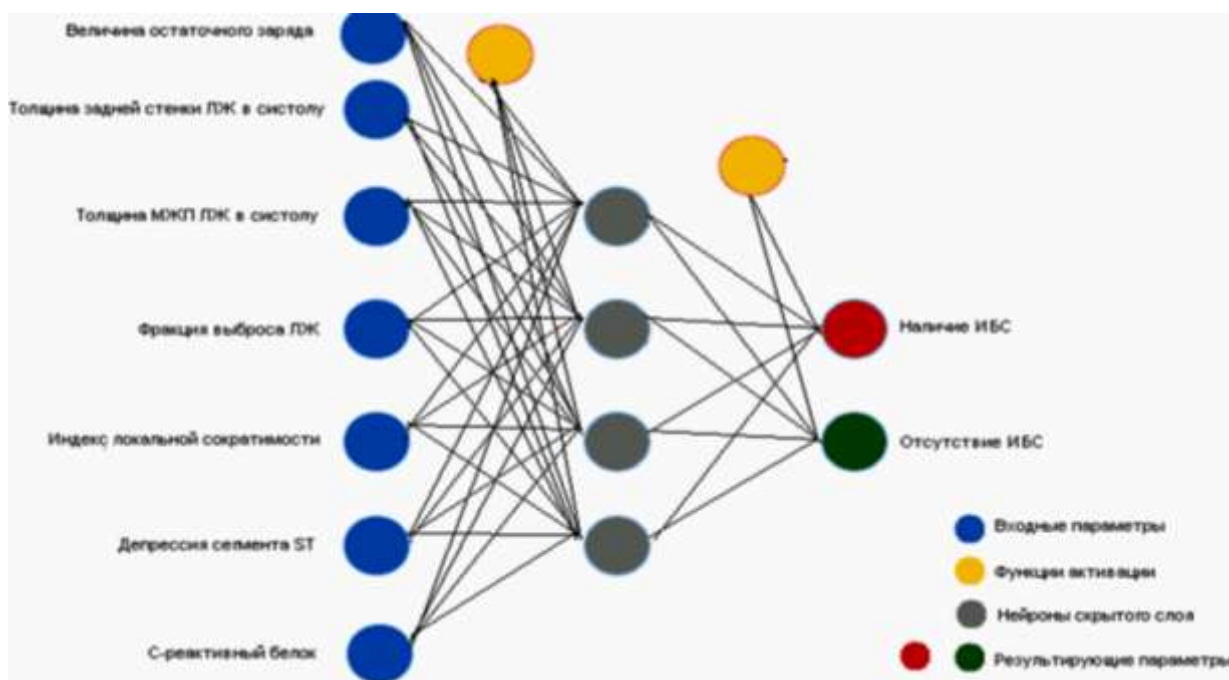 Величина остаточного заряда
Толщина задней стенки ЛЖ в систолу
Толщина МЖП ЛЖ в систолу
Фракция выброса ЛЖ
Наличие ИБС
Индекс локальной сократимости
Отсутствие ИБС
Депрессия сегмента ST
С-реактивный белок
Входные параметры
Функции активации
Нейроны скрытого слоя
Результирующие параметры